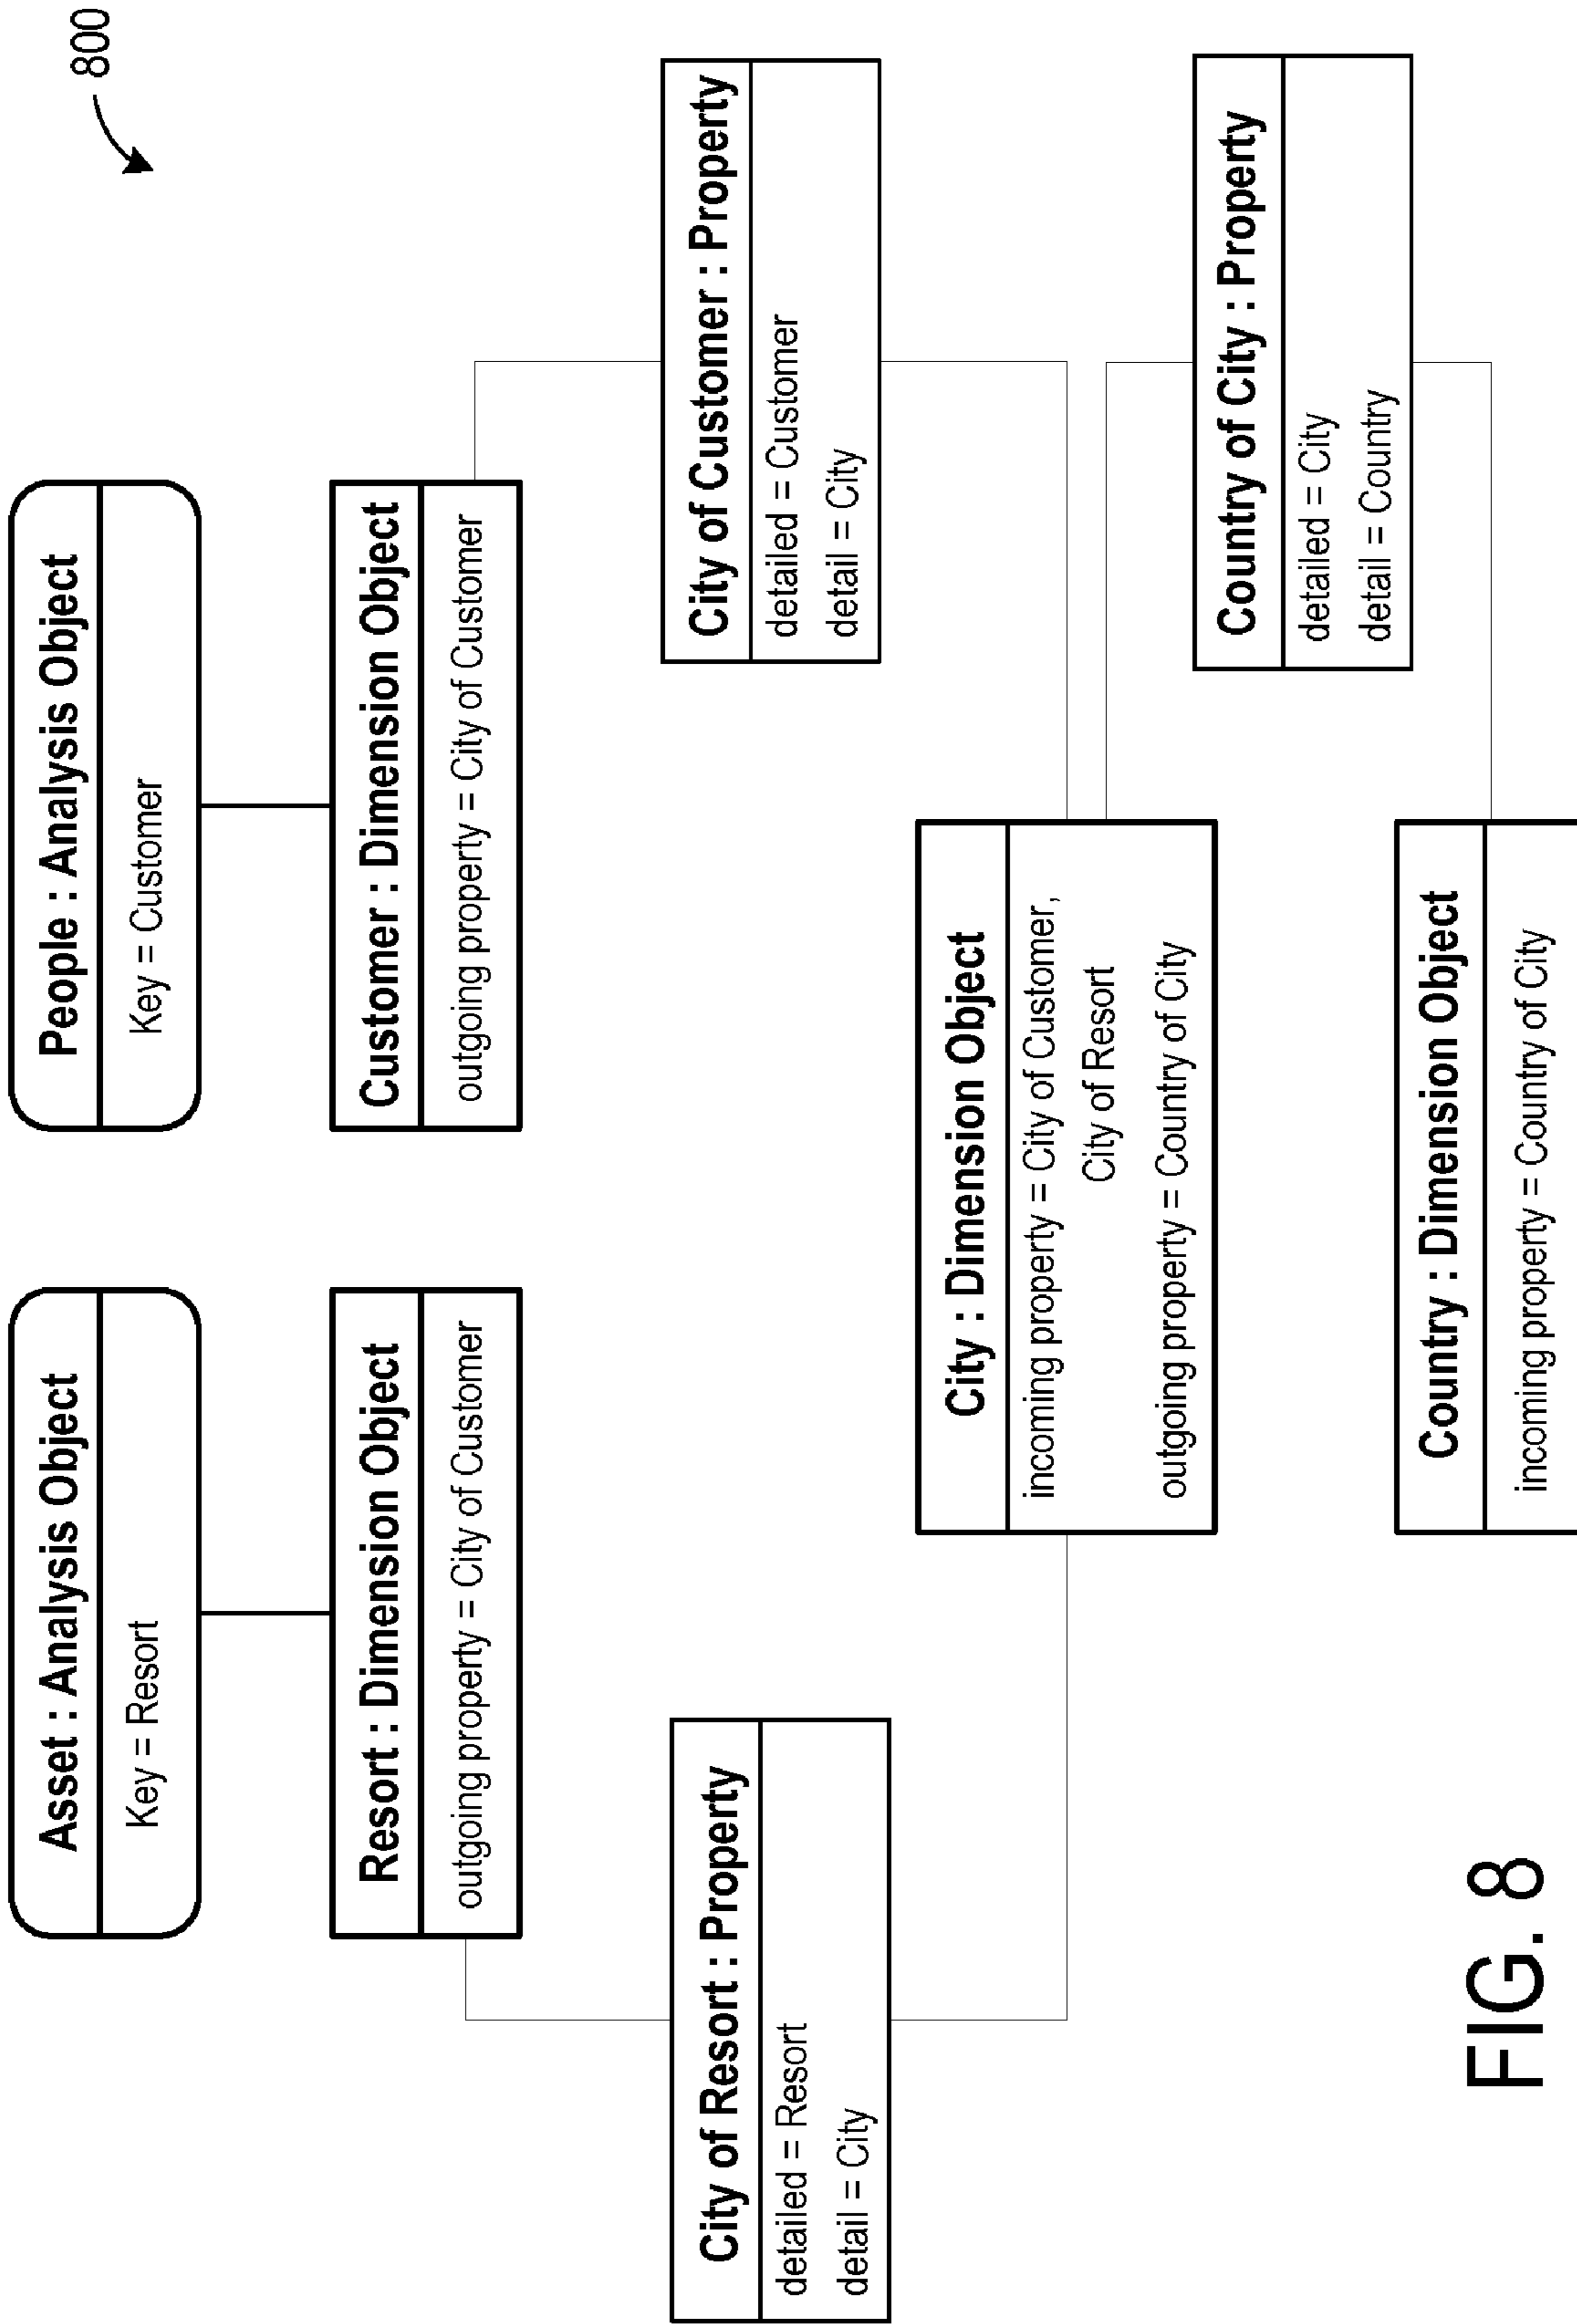 800
Asset : Analysis Object
Key = Resort
People : Analysis Object
Key = Customer
Resort : Dimension Object
outgoing property = City of Customer
Customer : Dimension Object
outgoing property = City of Customer
City of Resort : Property
detailed = Resort
detail = City
City of Customer : Property
detailed = Customer
detail = City
City : Dimension Object
incoming property = City of Customer,
City of Resort
outgoing property = Country of City
Country of City : Property
detailed = City
detail = Country
Country : Dimension Object
incoming property = Country of City
FIG. 8